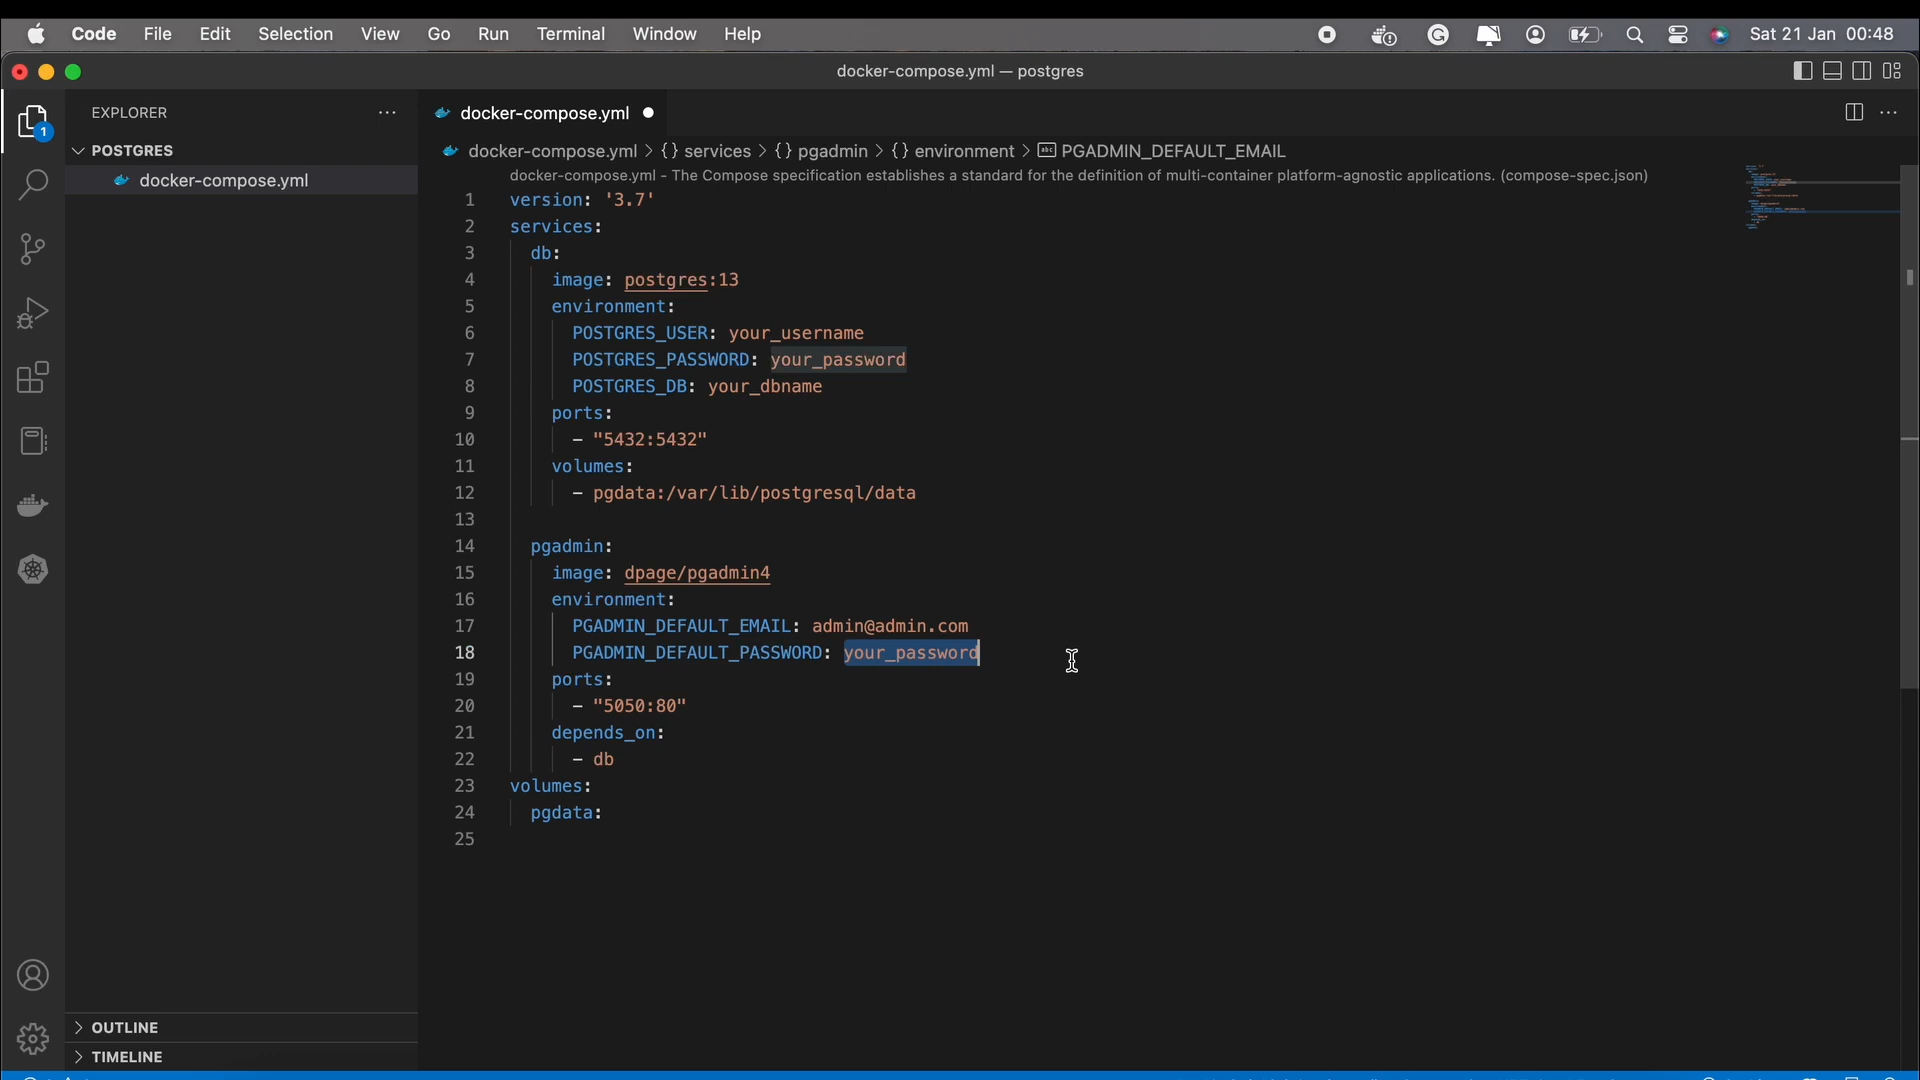 Code File Edit Selection View Go Run Terminal Window Help Sat 21 Jan 00:48
docker-compose.yml — postgres
EXPLORER
1
POSTGRES
docker-compose.yml
docker-compose.yml
docker-compose.yml > {} services > {} pgadmin > {} environment > abc PGADMIN_DEFAULT_EMAIL
docker-compose.yml - The Compose specification establishes a standard for the definition of multi-container platform-agnostic applications. (compose-spec.json)
1 version: '3.7'
2 services:
3 db:
4 image: postgres:13
5 environment:
6 POSTGRES_USER: your_username
7 POSTGRES_PASSWORD: your_password
8 POSTGRES_DB: your_dbname
9 ports:
10 - "5432:5432"
11 volumes:
12 - pgdata:/var/lib/postgresql/data
13
14 pgadmin:
15 image: dpage/pgadmin4
16 environment:
17 PGADMIN_DEFAULT_EMAIL: admin@admin.com
18 PGADMIN_DEFAULT_PASSWORD: your_password
19 ports:
20 - "5050:80"
21 depends_on:
22 - db
23 volumes:
24 pgdata:
25
OUTLINE
TIMELINE